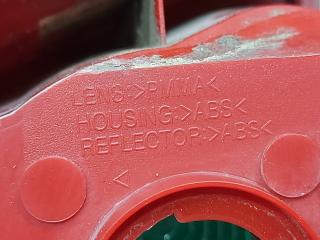 LENS:>PMMA<
HOUSING:>ABS<
REFLECTOR:>ABS<
<